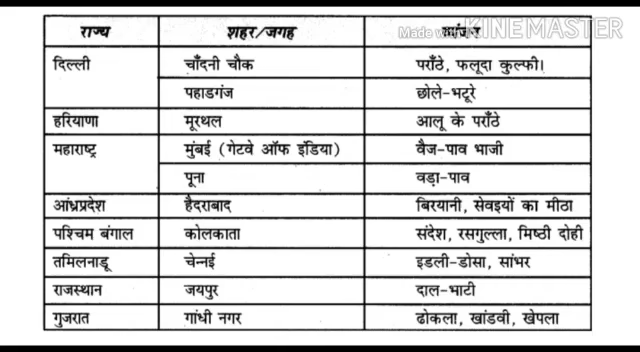 Made with KINEMASTER
राज्य शहर/जगह व्यंजन
दिल्ली चाँदनी चौक पराँठे, फलूदा कुल्फी।
पहाडगंज छोले-भटूरे
हरियाणा मूरथल आलू के पराँठे
महाराष्ट्र मुंबई (गेटवे ऑफ इंडिया) वैज-पाव भाजी
पूना वड़ा-पाव
आंध्रप्रदेश हैदराबाद बिरयानी, सेवइयों का मीठा
पश्चिम बंगाल कोलकाता संदेश, रसगुल्ला, मिष्ठी दोही
तमिलनाडू चेन्नई इडली-डोसा, सांभर
राजस्थान जयपुर दाल-भाटी
गुजरात गांधी नगर ढोकला, खांडवी, खेपला